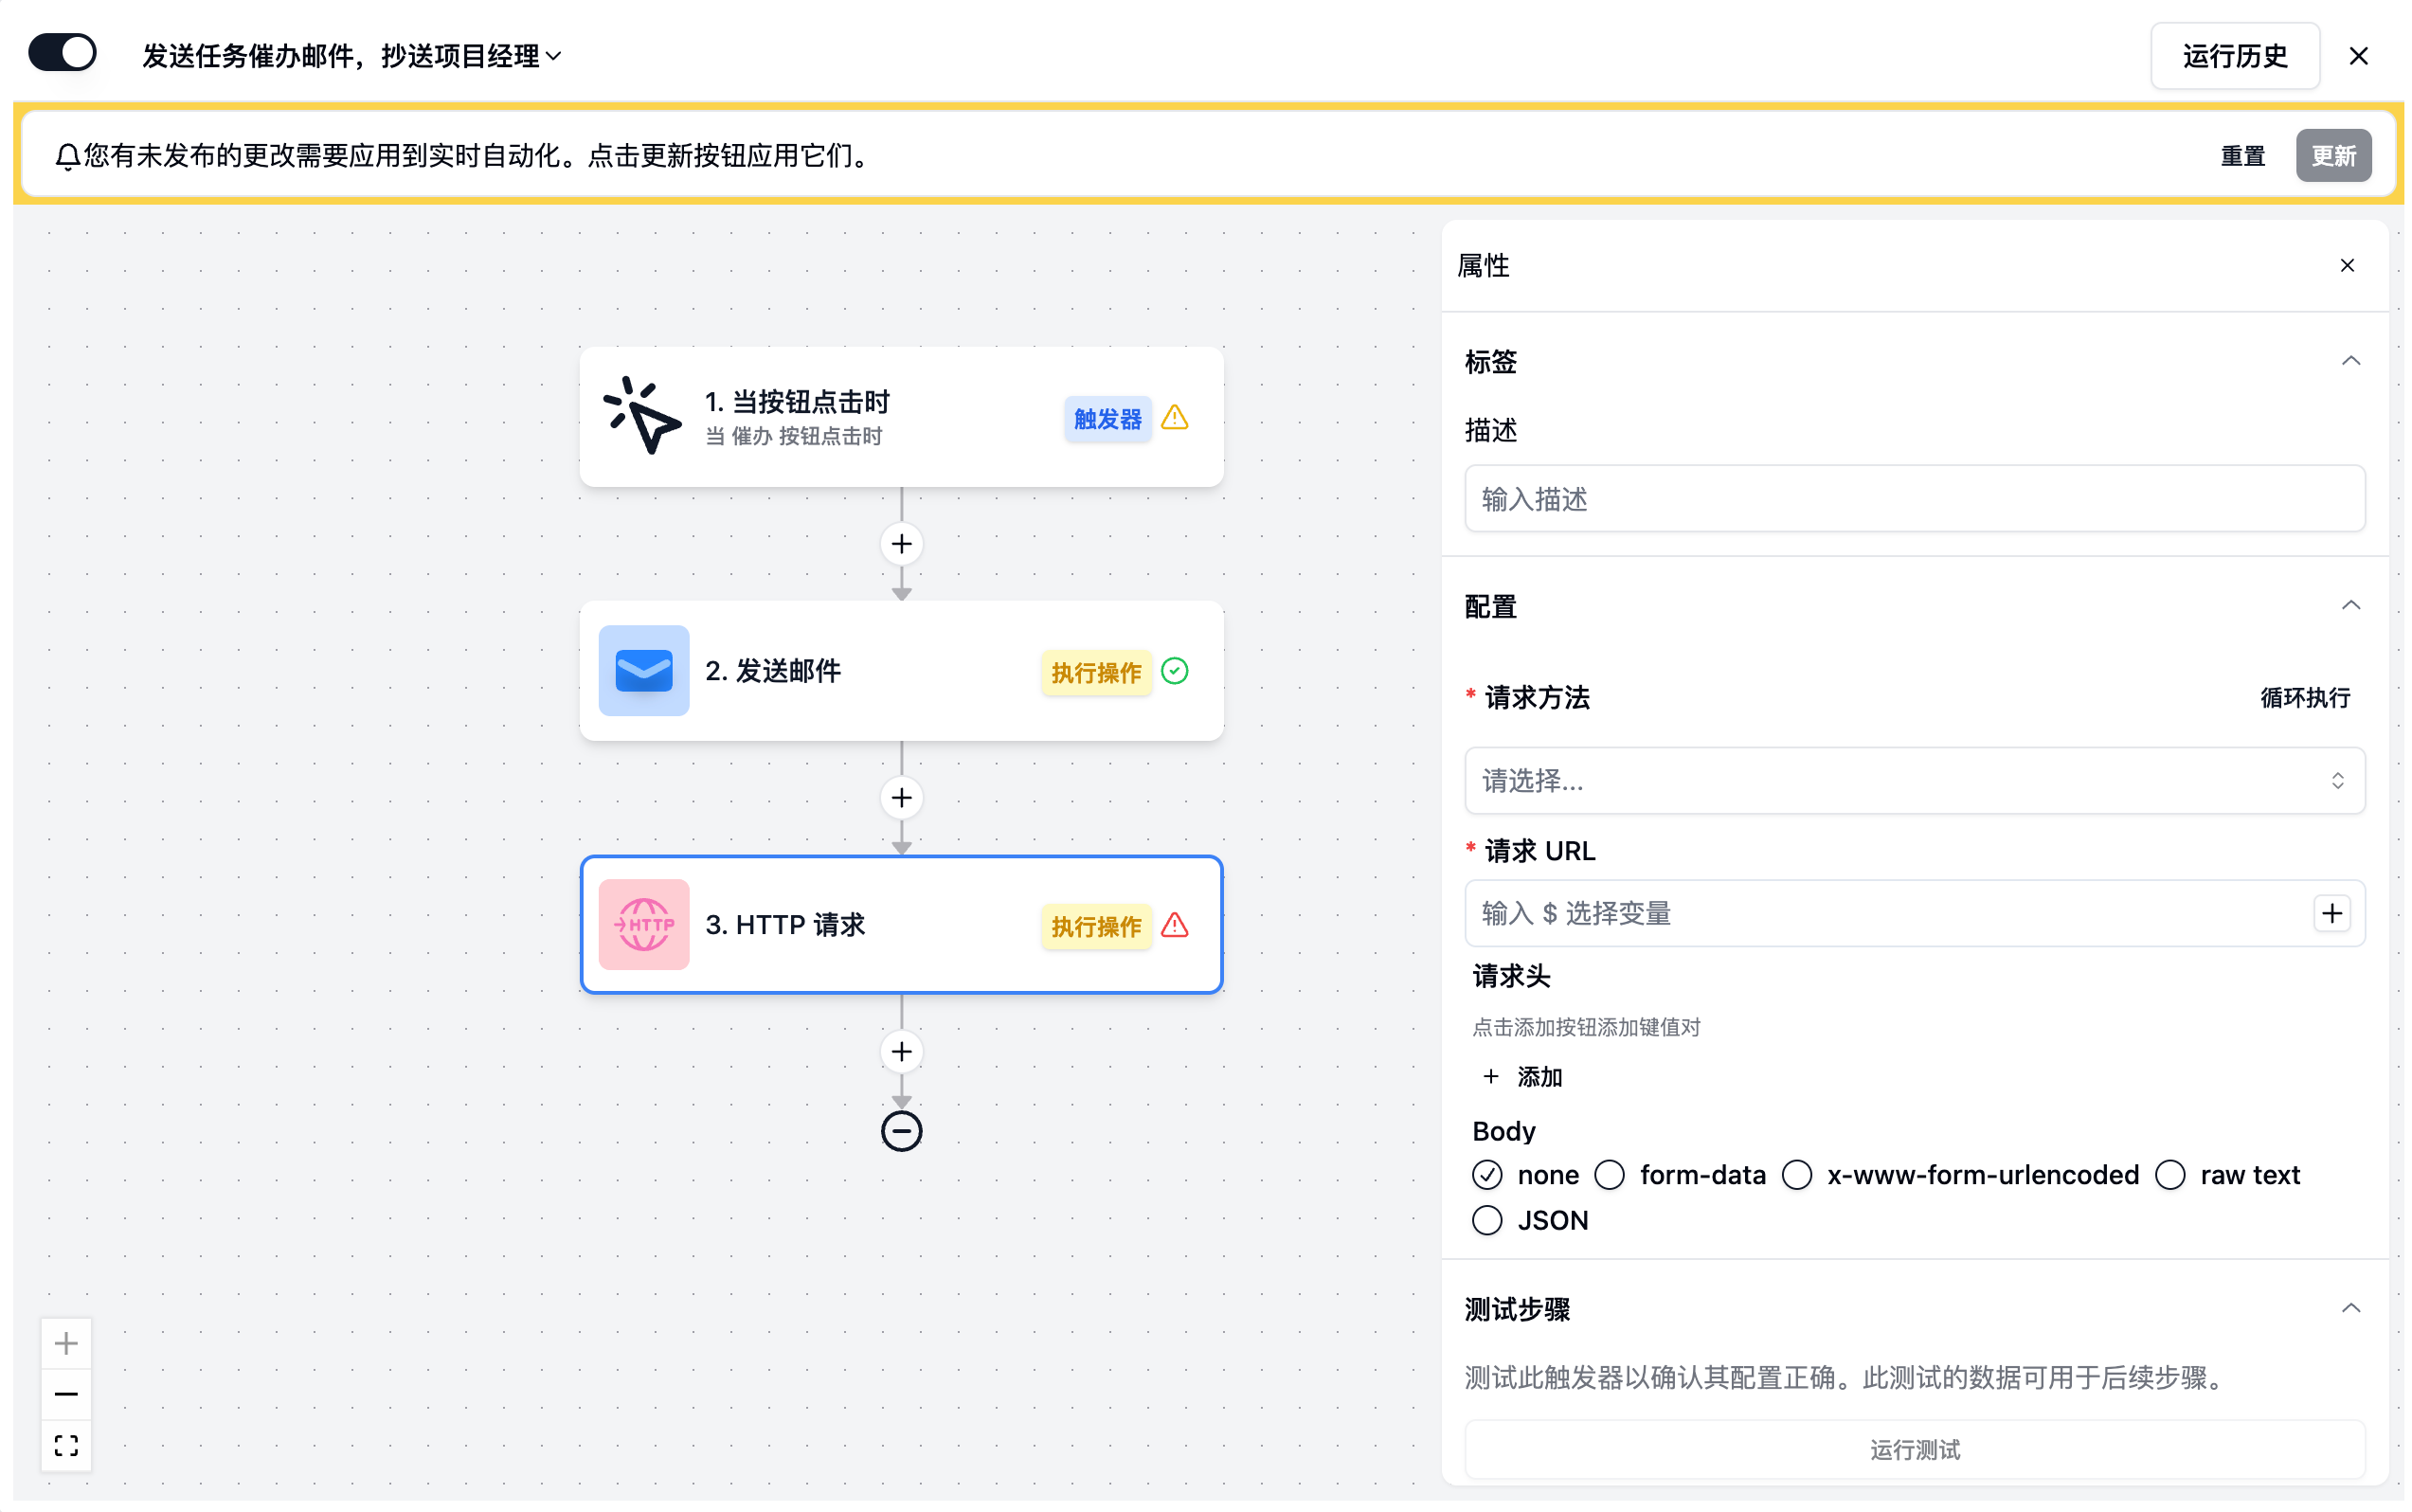 发送任务催办邮件，抄送项目经理
运行历史
您有未发布的更改需要应用到实时自动化。点击更新按钮应用它们。
重置
更新
1. 当按钮点击时
当 催办 按钮点击时
触发器
2. 发送邮件
执行操作
HTTP
3. HTTP 请求
执行操作
属性
标签
描述
输入描述
配置
* 请求方法
循环执行
请选择...
* 请求 URL
输入 $ 选择变量
请求头
点击添加按钮添加键值对
添加
Body
none form-data x-www-form-urlencoded raw text
JSON
测试步骤
测试此触发器以确认其配置正确。此测试的数据可用于后续步骤。
运行测试